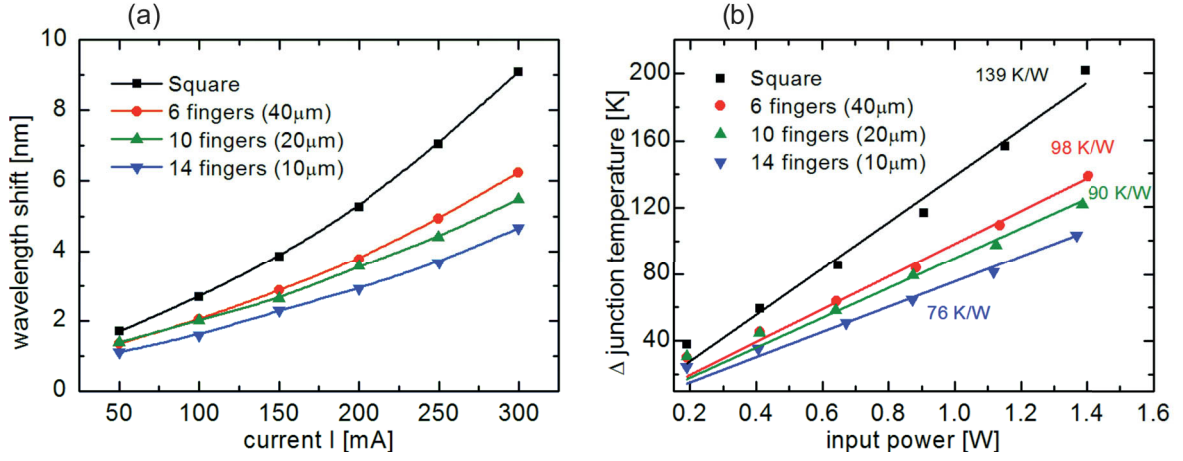 (a)
10
8
6
4
2
0
wavelength shift [nm]
Square
6 fingers (40μm)
10 fingers (20μm)
14 fingers (10μm)
50 100 150 200 250 300
current I [mA]
(b)
200
160
120
80
40
Δ junction temperature [K]
Square
6 fingers (40μm)
10 fingers (20μm)
14 fingers (10μm)
139 K/W
98 K/W
90 K/W
76 K/W
0.2 0.4 0.6 0.8 1.0 1.2 1.4 1.6
input power [W]